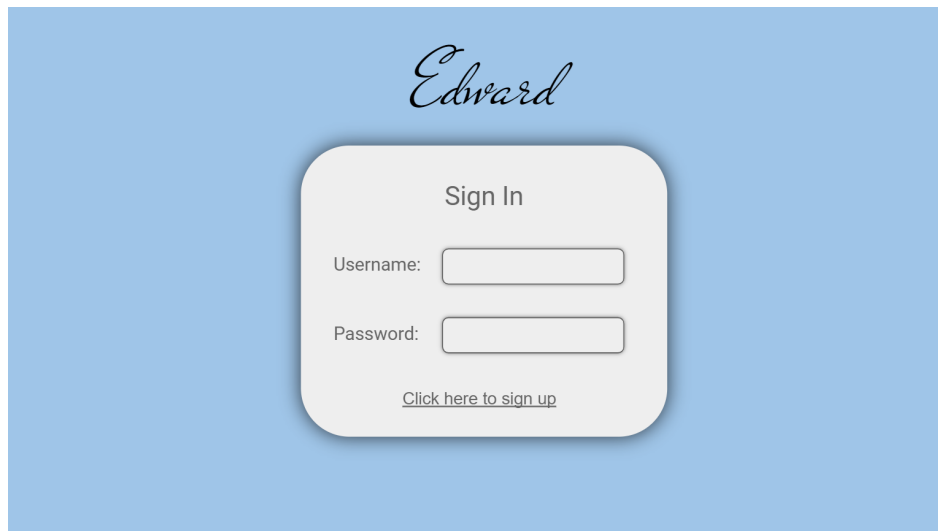 Edward
Sign In
Username:
Password:
Click here to sign up